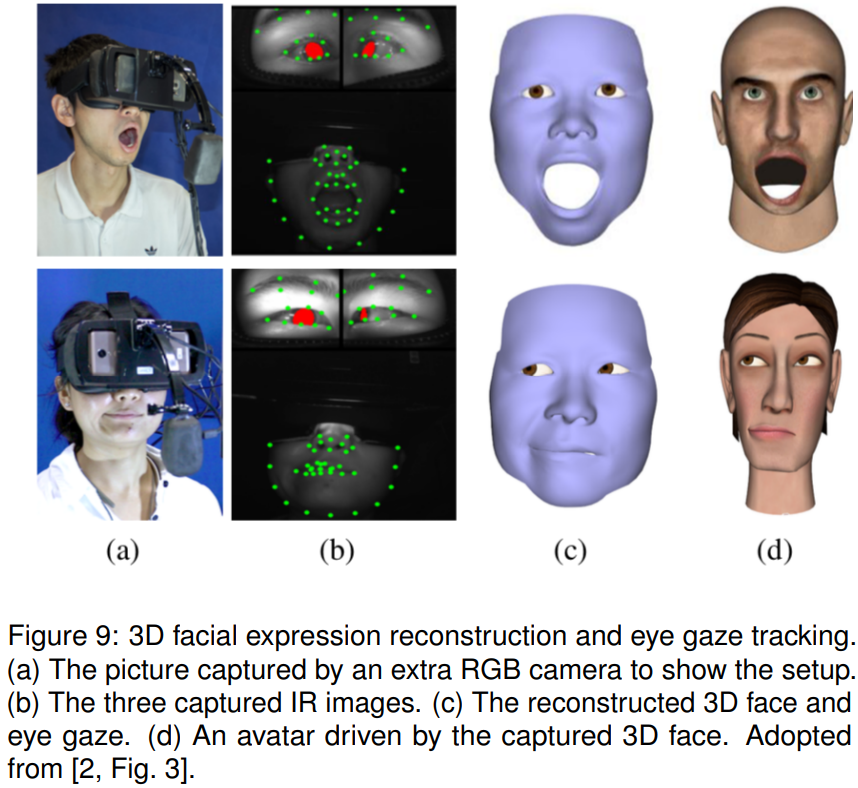 (a) (b) (c) (d)
Figure 9: 3D facial expression reconstruction and eye gaze tracking.
(a) The picture captured by an extra RGB camera to show the setup.
(b) The three captured IR images. (c) The reconstructed 3D face and
eye gaze. (d) An avatar driven by the captured 3D face. Adopted
from [2, Fig. 3].